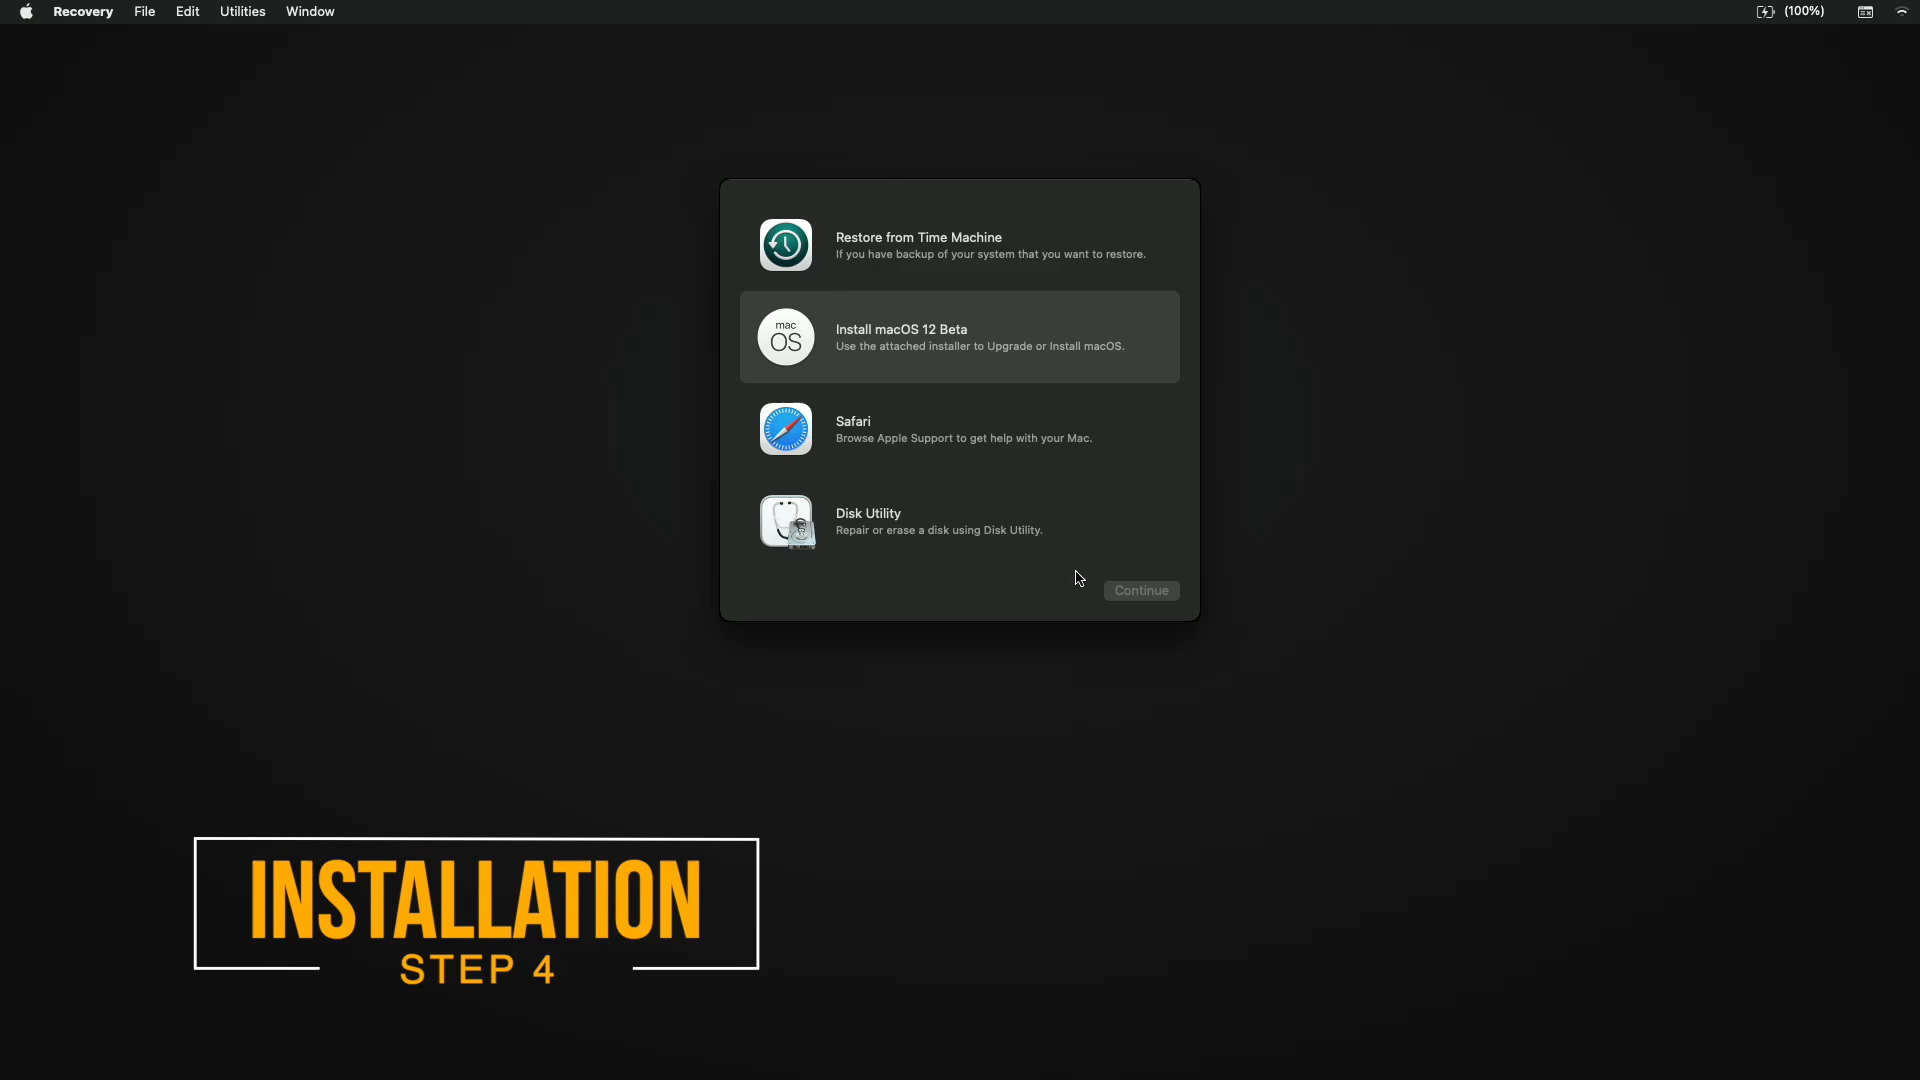 Recovery File Edit Utilities Window (100%)
Restore from Time Machine
If you have backup of your system that you want to restore.
mac
OS
Install macOS 12 Beta
Use the attached installer to Upgrade or Install macOS.
Safari
Browse Apple Support to get help with your Mac.
Disk Utility
Repair or erase a disk using Disk Utility.
Continue
INSTALLATION
STEP 4